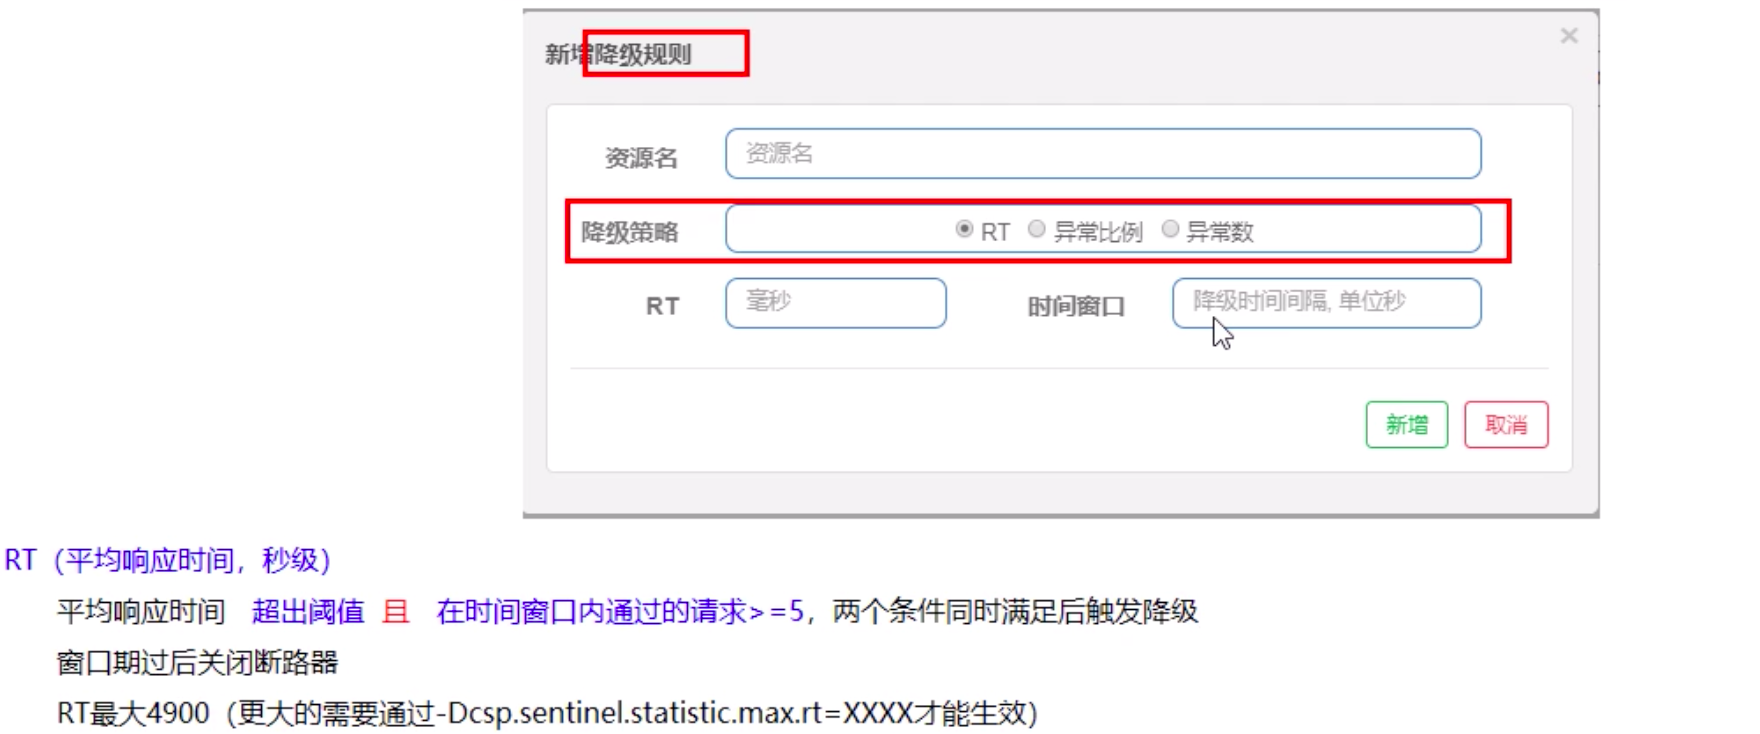 新增降级规则
×
资源名 资源名
降级策略 RT 异常比例 异常数
RT 毫秒 时间窗口 降级时间间隔, 单位秒
新增 取消
RT（平均响应时间，秒级）
平均响应时间 超出阈值 且 在时间窗口内通过的请求>=5，两个条件同时满足后触发降级
窗口期过后关闭断路器
RT最大4900（更大的需要通过-Dcsp.sentinel.statistic.max.rt=XXXX才能生效）